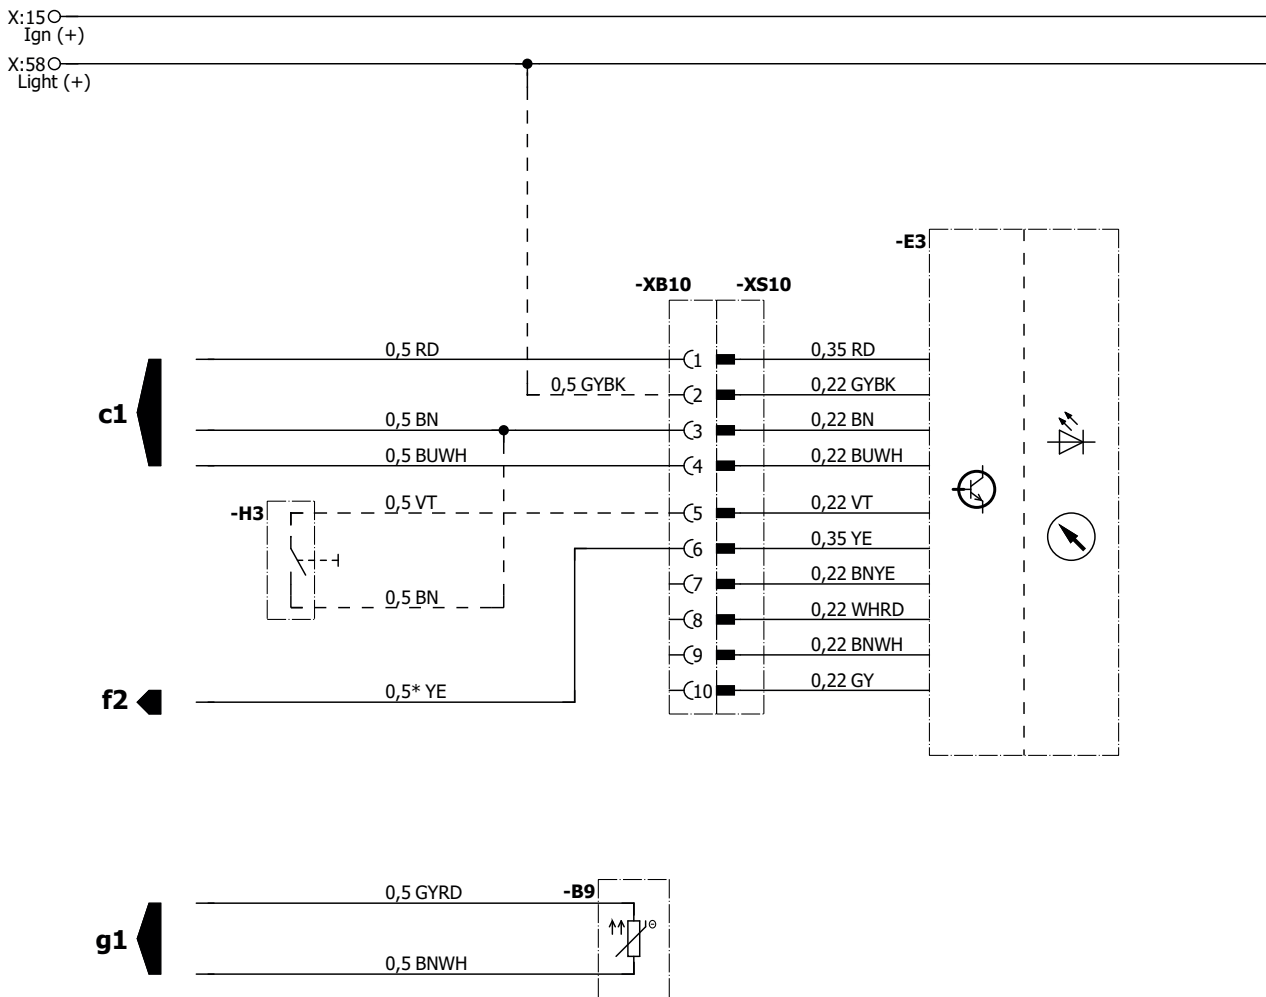 X:15
Ign (+)
X:58
Light (+)
-E3
-XB10 -XS10
0,5 RD 1 0,35 RD
0,5 GYBK 2 0,22 GYBK
c1
0,5 BN 3 0,22 BN
0,5 BUWH 4 0,22 BUWH
-H3
0,5 VT 5 0,22 VT
6 0,35 YE
7 0,22 BNYE
0,5 BN 8 0,22 WHRD
9 0,22 BNWH
f2 0,5* YE 10 0,22 GY
0,5 GYRD -B9
g1
0,5 BNWH